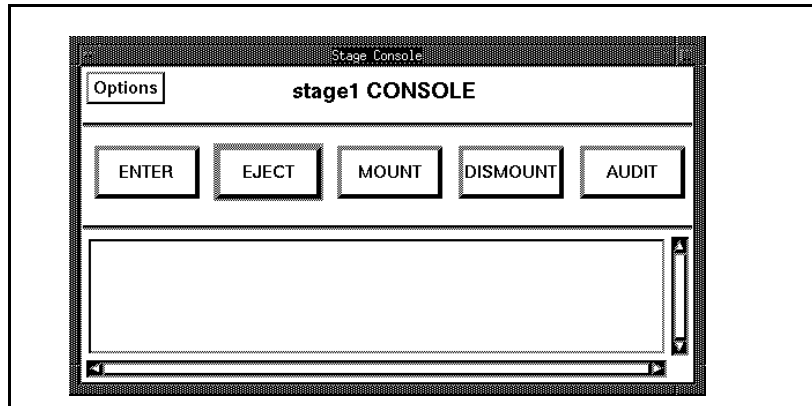 Stage Console
Options
stage1 CONSOLE
ENTER EJECT MOUNT DISMOUNT AUDIT